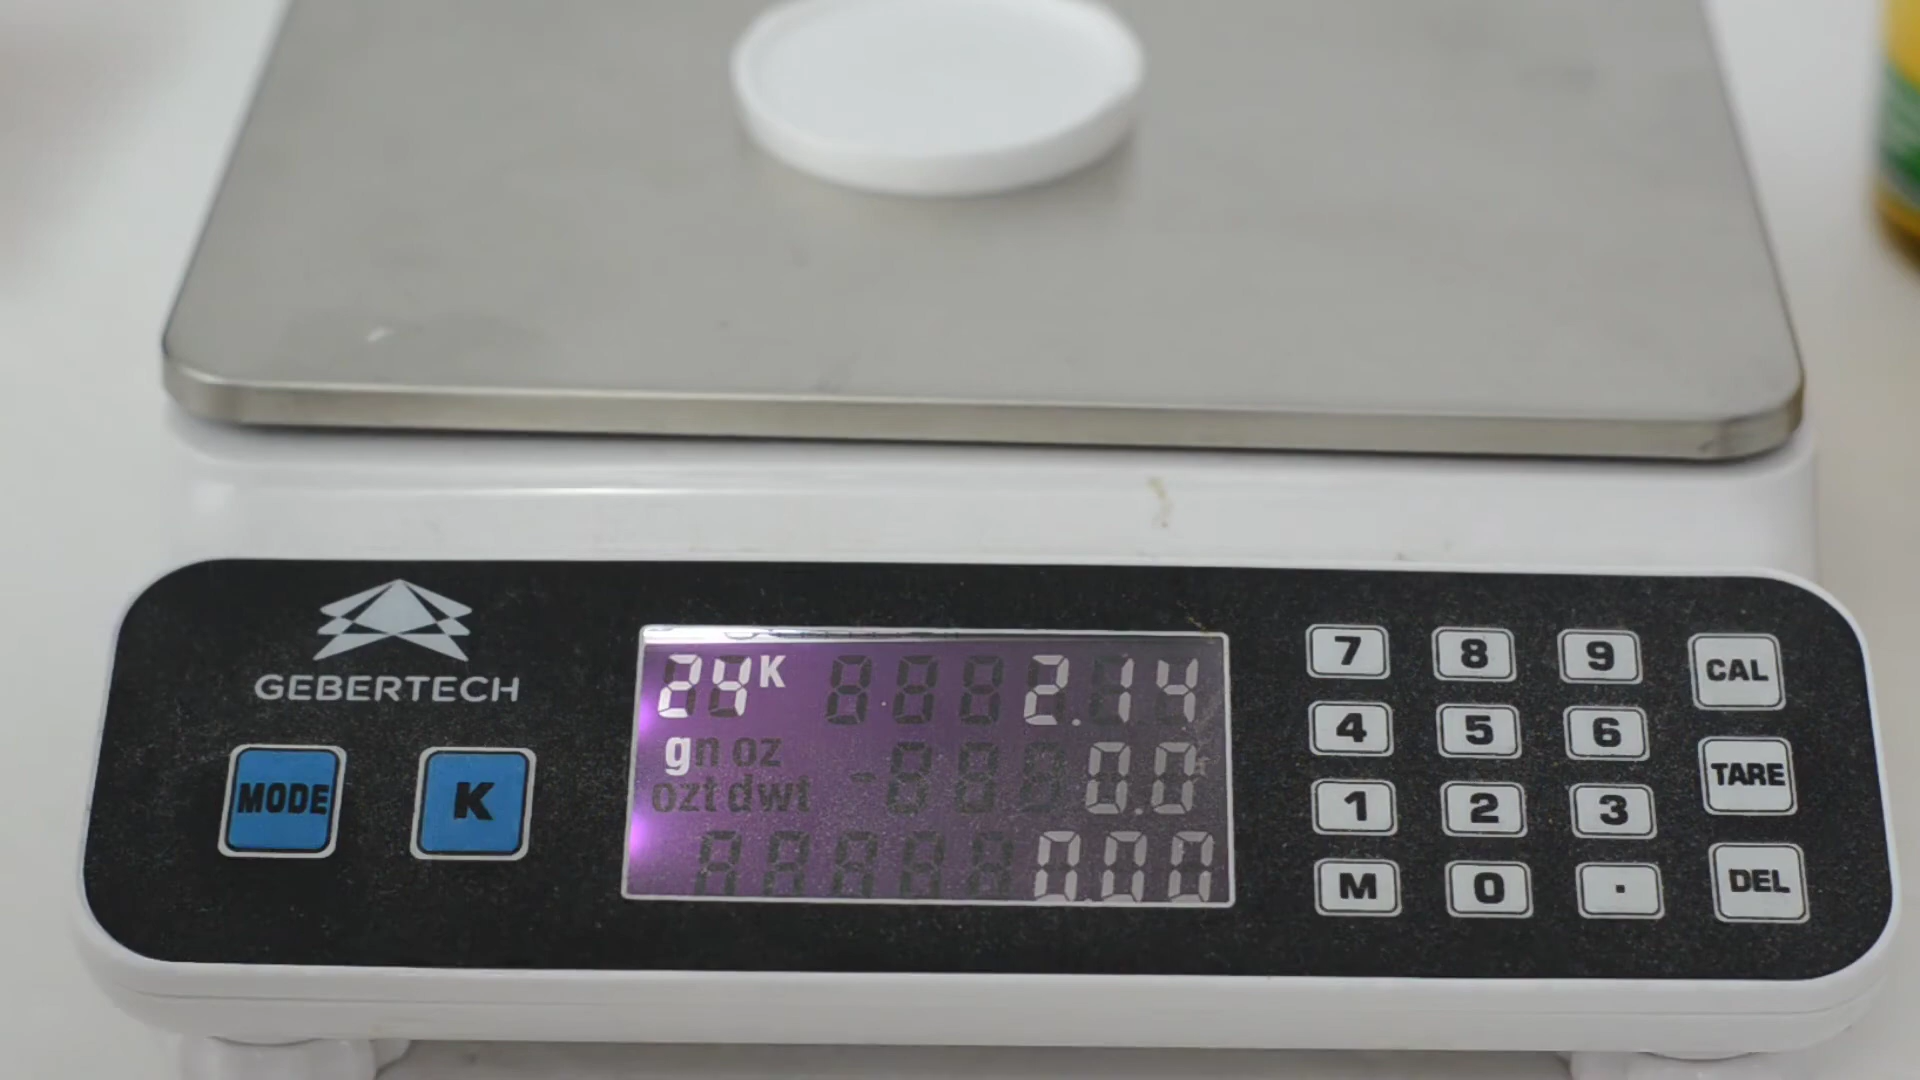 GEBERTECH
MODE
K
24K 2.14
gn oz 0.0
ozt dwt
0.00
7 8 9 CAL
4 5 6
TARE
1 2 3
M 0 . DEL